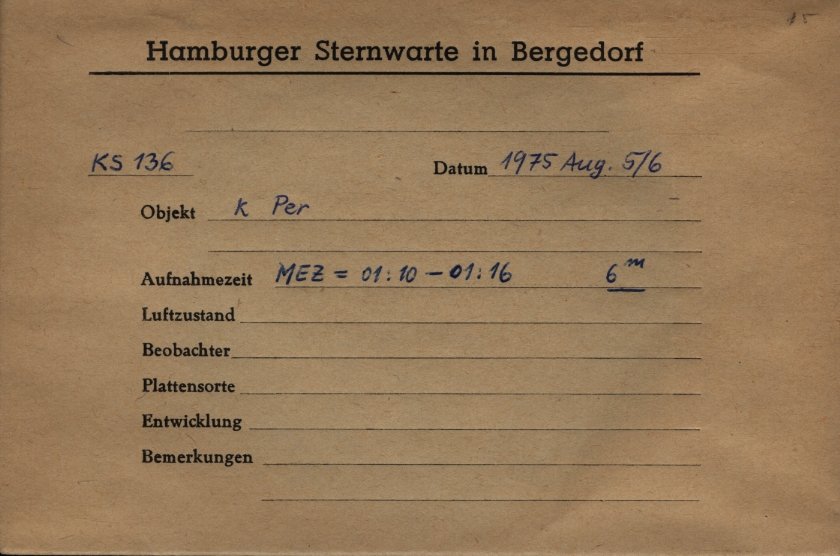 Hamburger Sternwarte in Bergedorf
KS 136 Datum 1975 Aug. 5/6
Objekt κ Per
Aufnahmezeit MEZ = 01:10 – 01:16 6ᵐ
Luftzustand
Beobachter
Plattensorte
Entwicklung
Bemerkungen